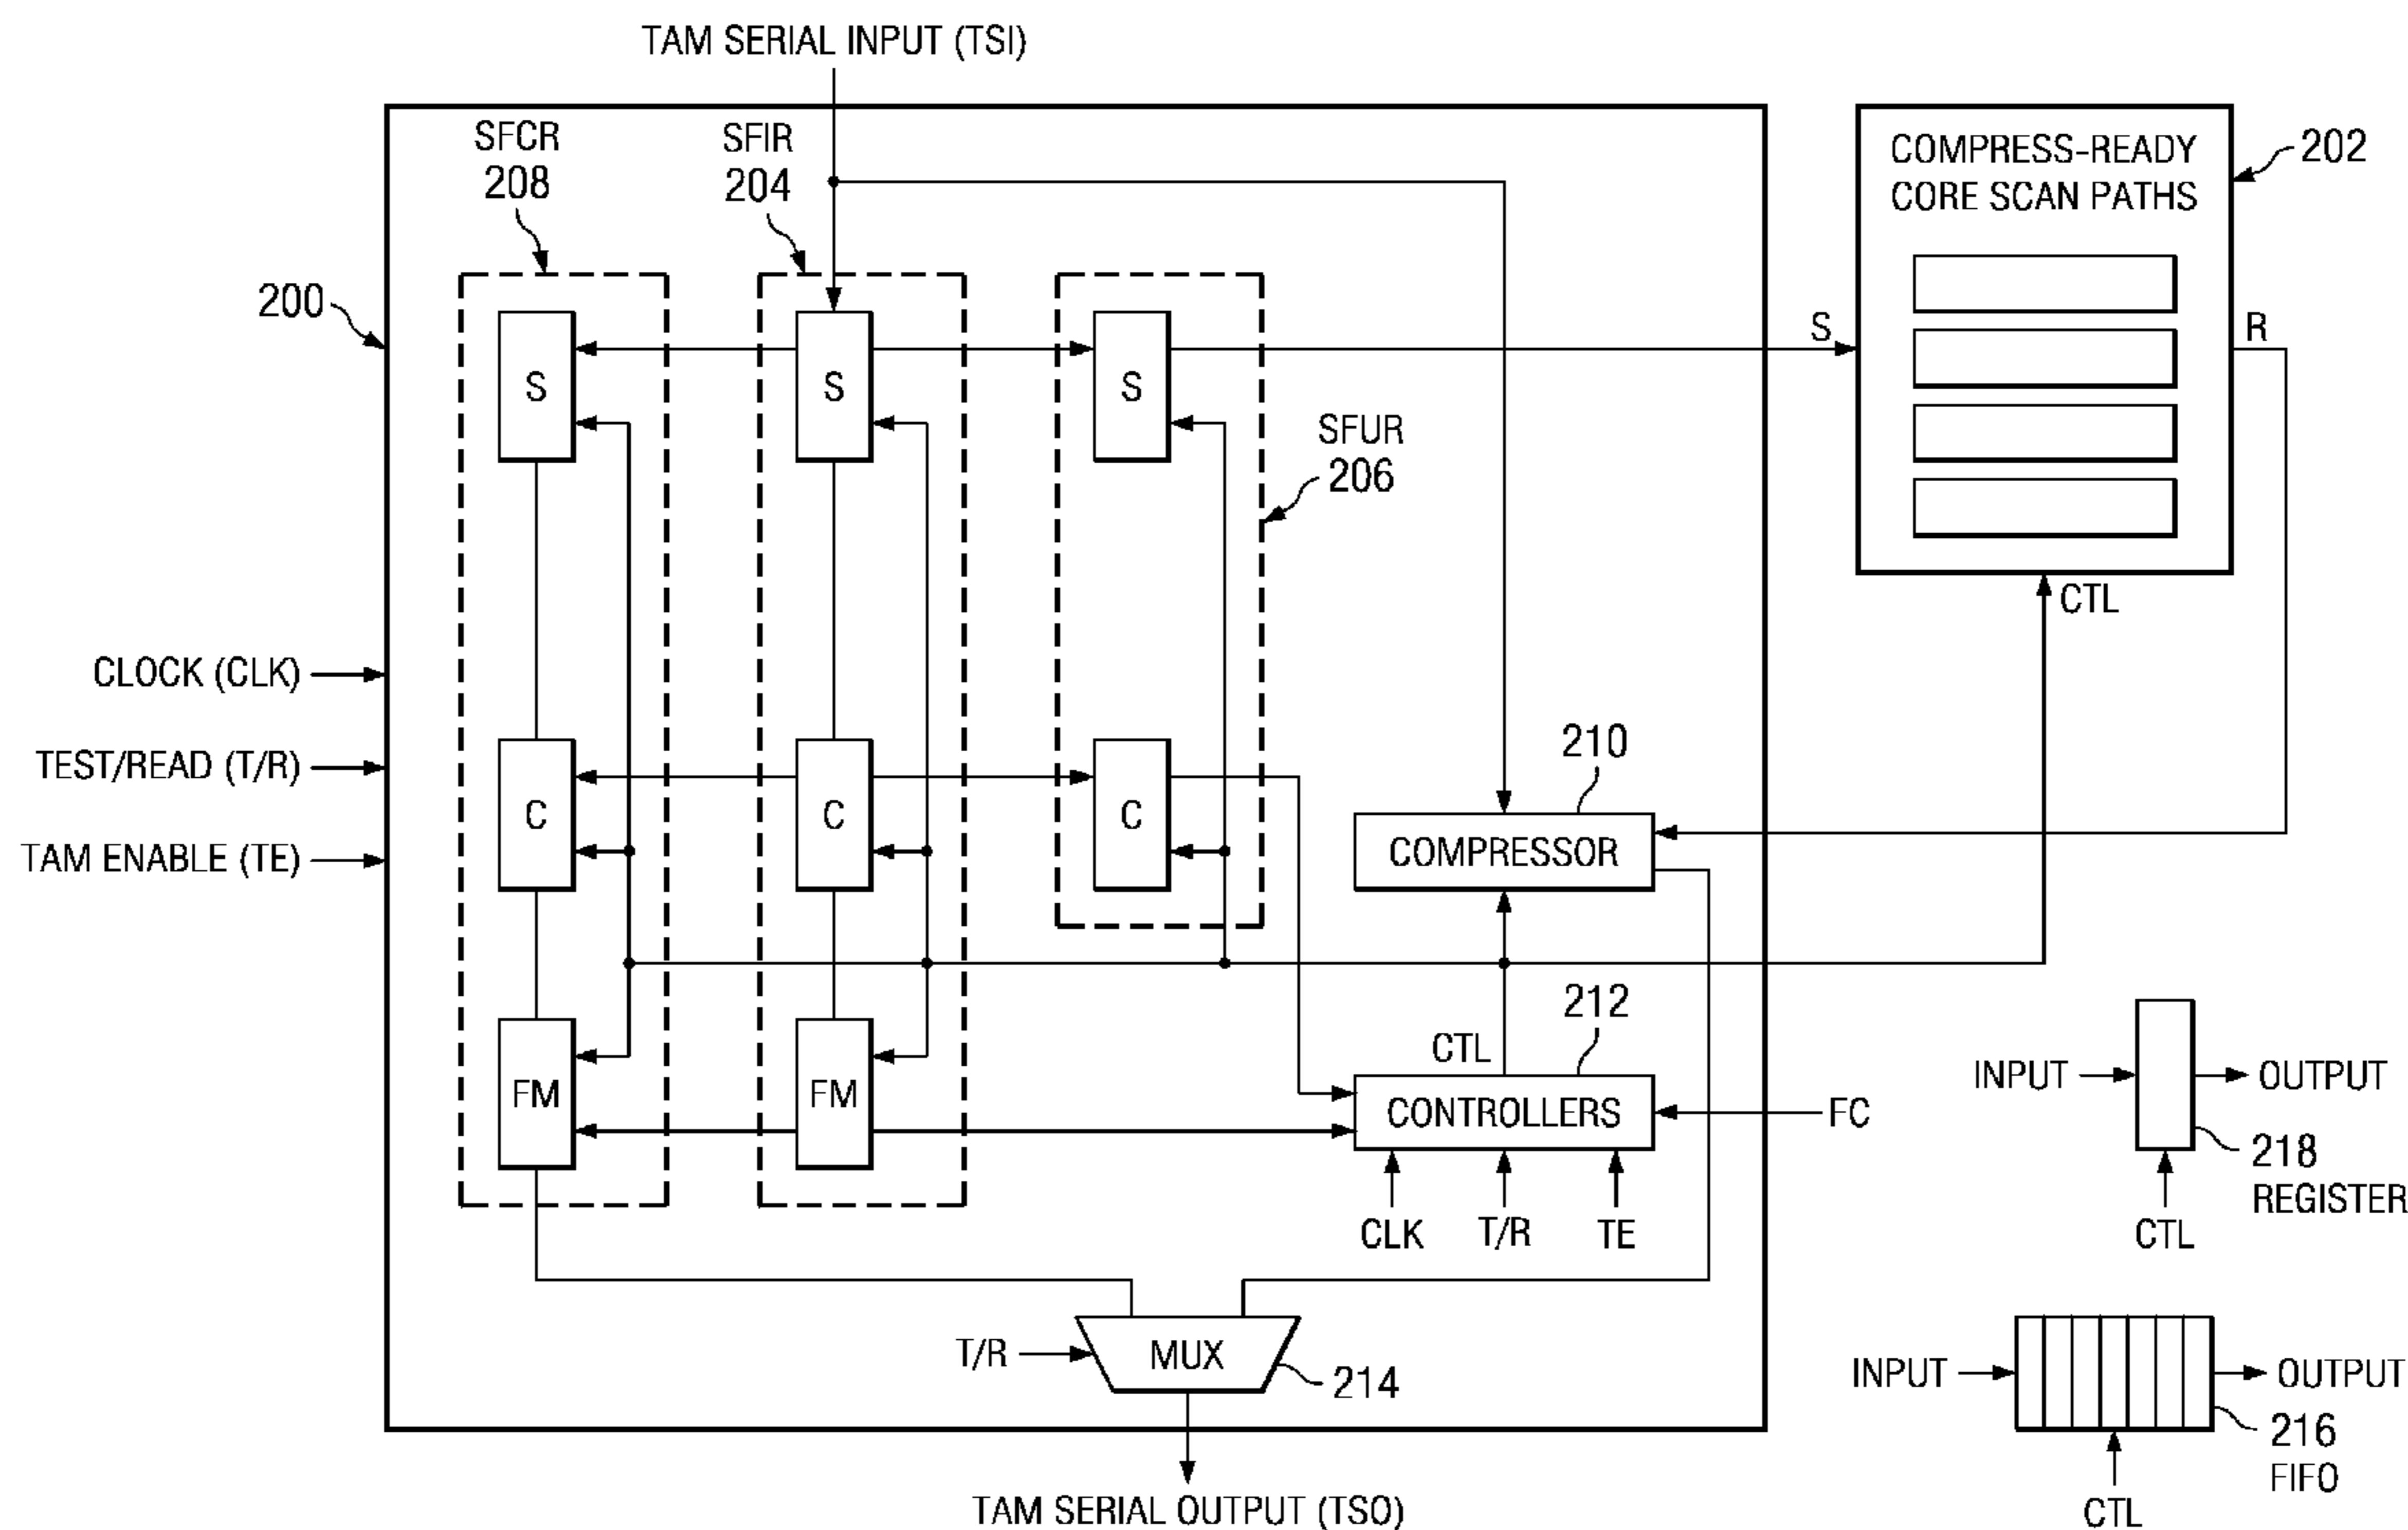 TAM SERIAL INPUT (TSI)
SFCR
208
SFIR
204
COMPRESS-READY
CORE SCAN PATHS
202
200
S
R
S
S
S
SFUR
206
CTL
CLOCK (CLK)
TEST/READ (T/R)
TAM ENABLE (TE)
210
C
C
C
COMPRESSOR
212
CTL
FM
FM
CONTROLLERS
FC
CLK
T/R
TE
INPUT
OUTPUT
218
REGISTER
CTL
T/R
MUX
214
INPUT
OUTPUT
216
FIFO
CTL
TAM SERIAL OUTPUT (TSO)